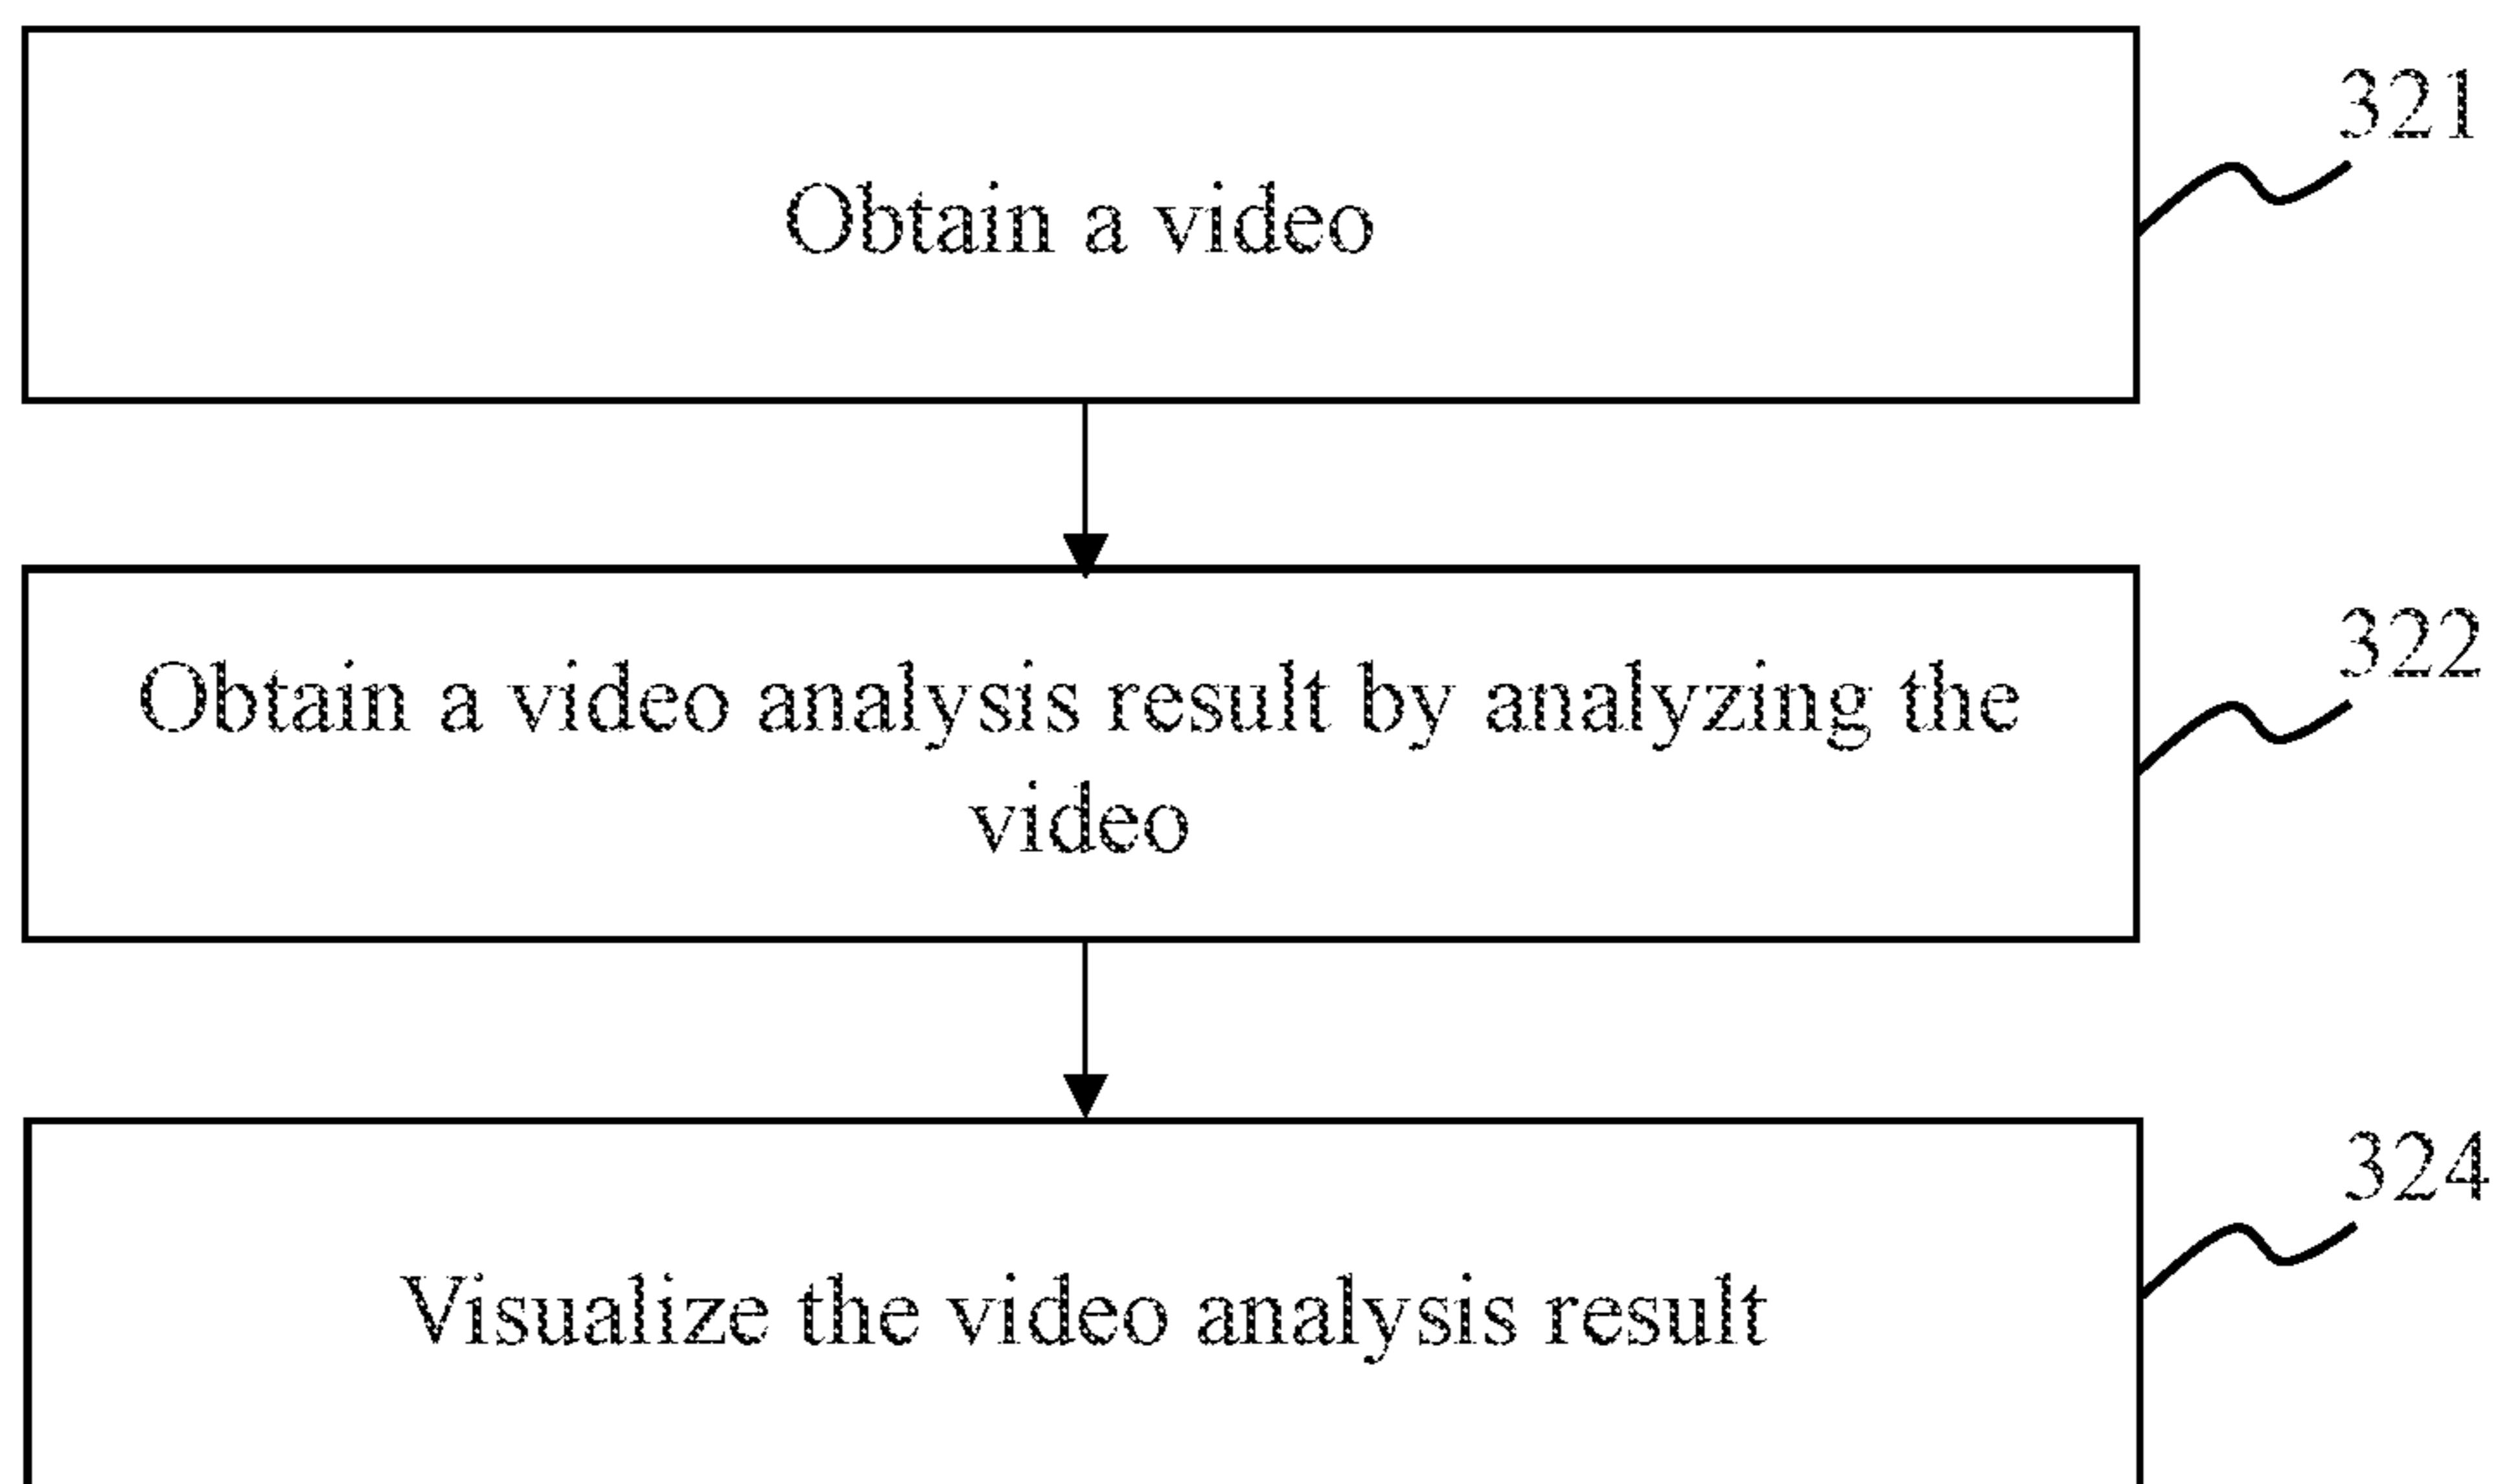 321
Obtain a video
322
Obtain a video analysis result by analyzing the
video
324
Visualize the video analysis result